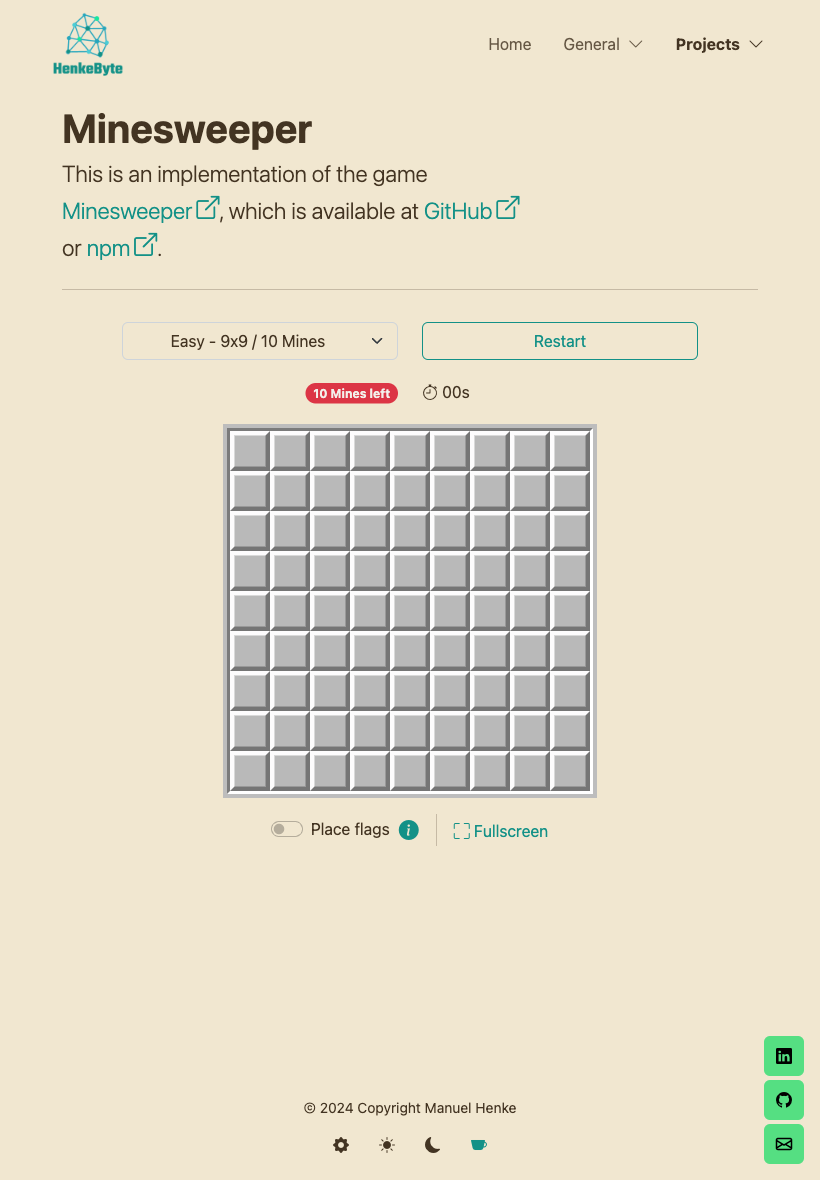 HenkeByte
Home
General
Projects
Minesweeper
This is an implementation of the game
Minesweeper, which is available at GitHub
or npm.
Easy - 9x9 / 10 Mines
Restart
10 Mines left
00s
Place flags
i
Fullscreen
in
© 2024 Copyright Manuel Henke